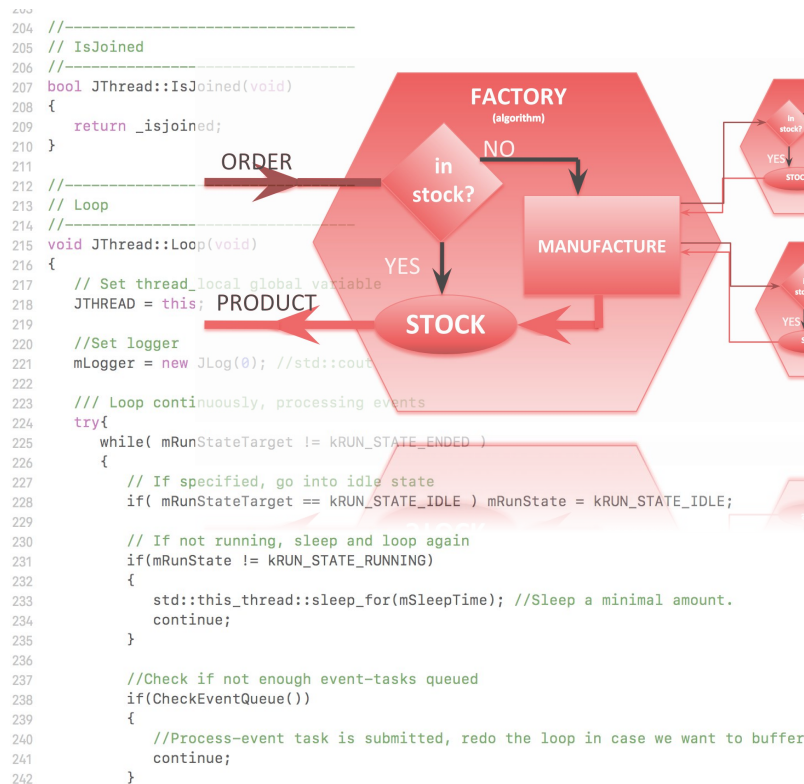 204 //----------------------------------
205 // IsJoined
206 //----------------------------------
207 bool JThread::IsJoined(void)
208 {
209    return _isjoined;
210 }
211
212 //----------------------------------
213 // Loop
214 //----------------------------------
215 void JThread::Loop(void)
216 {
217    // Set thread_local global variable
218    JTHREAD = this;
219
220    //Set logger
221    mLogger = new JLog(0); //std::cout
222
223    /// Loop continuously, processing events
224    try{
225       while( mRunStateTarget != kRUN_STATE_ENDED )
226       {
227          // If specified, go into idle state
228          if( mRunStateTarget == kRUN_STATE_IDLE ) mRunState = kRUN_STATE_IDLE;
229
230          // If not running, sleep and loop again
231          if(mRunState != kRUN_STATE_RUNNING)
232          {
233             std::this_thread::sleep_for(mSleepTime); //Sleep a minimal amount.
234             continue;
235          }
236
237          //Check if not enough event-tasks queued
238          if(CheckEventQueue())
239          {
240             //Process-event task is submitted, redo the loop in case we want to buffer
241             continue;
242          }
FACTORY
(algorithm)
ORDER
in
stock?
NO
MANUFACTURE
YES
PRODUCT
STOCK
in
stock?
YES
YES